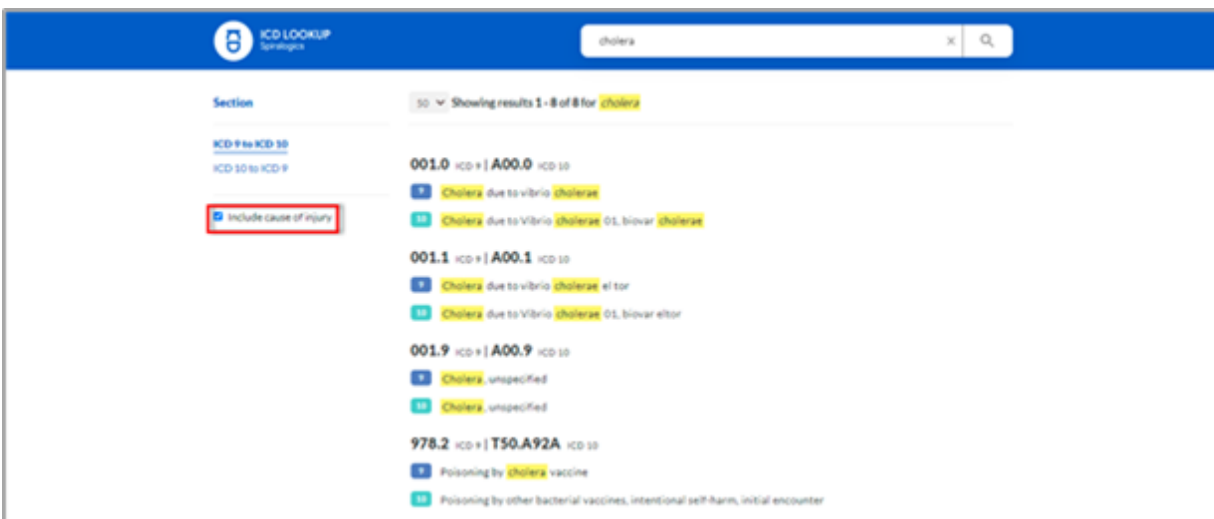 ICD LOOKUP
Spiralogics
cholera
Section
50 Showing results 1 - 8 of 8 for cholera
ICD 9 to ICD 10
ICD 10 to ICD 9
Include cause of injury
001.0 ICD 9 | A00.0 ICD 10
9 Cholera due to vibrio cholerae
10 Cholera due to Vibrio cholerae 01, biovar cholerae
001.1 ICD 9 | A00.1 ICD 10
9 Cholera due to vibrio cholerae el tor
10 Cholera due to Vibrio cholerae 01, biovar eltor
001.9 ICD 9 | A00.9 ICD 10
9 Cholera, unspecified
10 Cholera, unspecified
978.2 ICD 9 | T50.A92A ICD 10
9 Poisoning by cholera vaccine
10 Poisoning by other bacterial vaccines, intentional self-harm, initial encounter